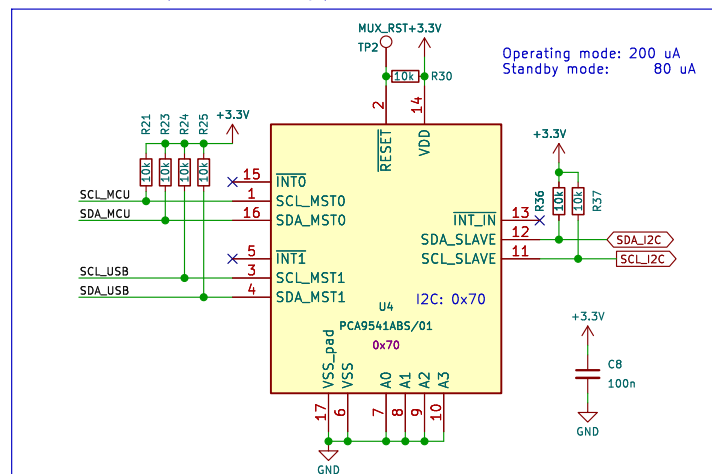 MUX_RST +3.3V
TP2
10k R30
Operating mode: 200 uA
Standby mode: 80 uA
R21 R23 R24 R25
+3.3V
10k 10k 10k 10k
2 14
RESET VDD
+3.3V
R36 10k 10k R37
15 INT0
SCL_MCU 1 SCL_MST0
SDA_MCU 16 SDA_MST0
INT_IN 13
SDA_SLAVE 12 SDA_I2C
SCL_SLAVE 11 SCL_I2C
5 INT1
SCL_USB 3 SCL_MST1
SDA_USB 4 SDA_MST1
I2C: 0x70
U4
PCA9541ABS/01
0x70
+3.3V
C8
100n
GND
VSS_pad VSS A0 A1 A2 A3
17 6 7 8 9 10
GND